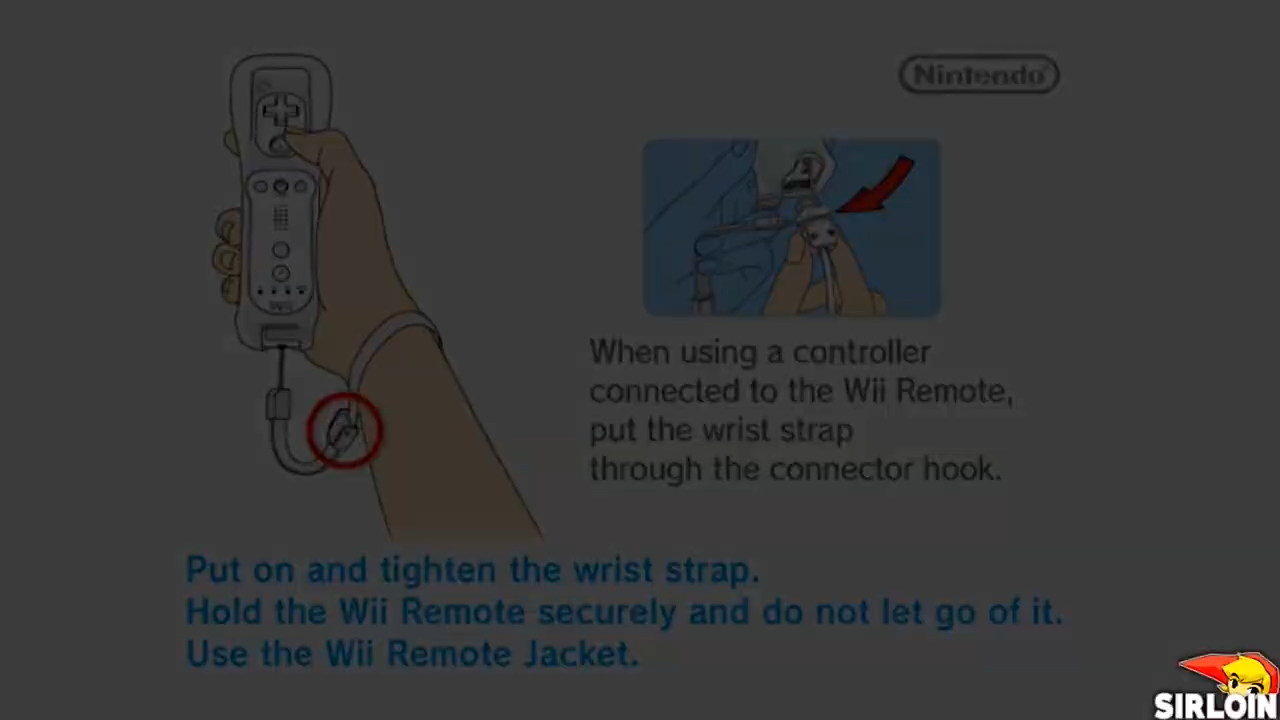 Nintendo
When using a controller
connected to the Wii Remote,
put the wrist strap
through the connector hook.
Put on and tighten the wrist strap.
Hold the Wii Remote securely and do not let go of it.
Use the Wii Remote Jacket.
SIRLOIN